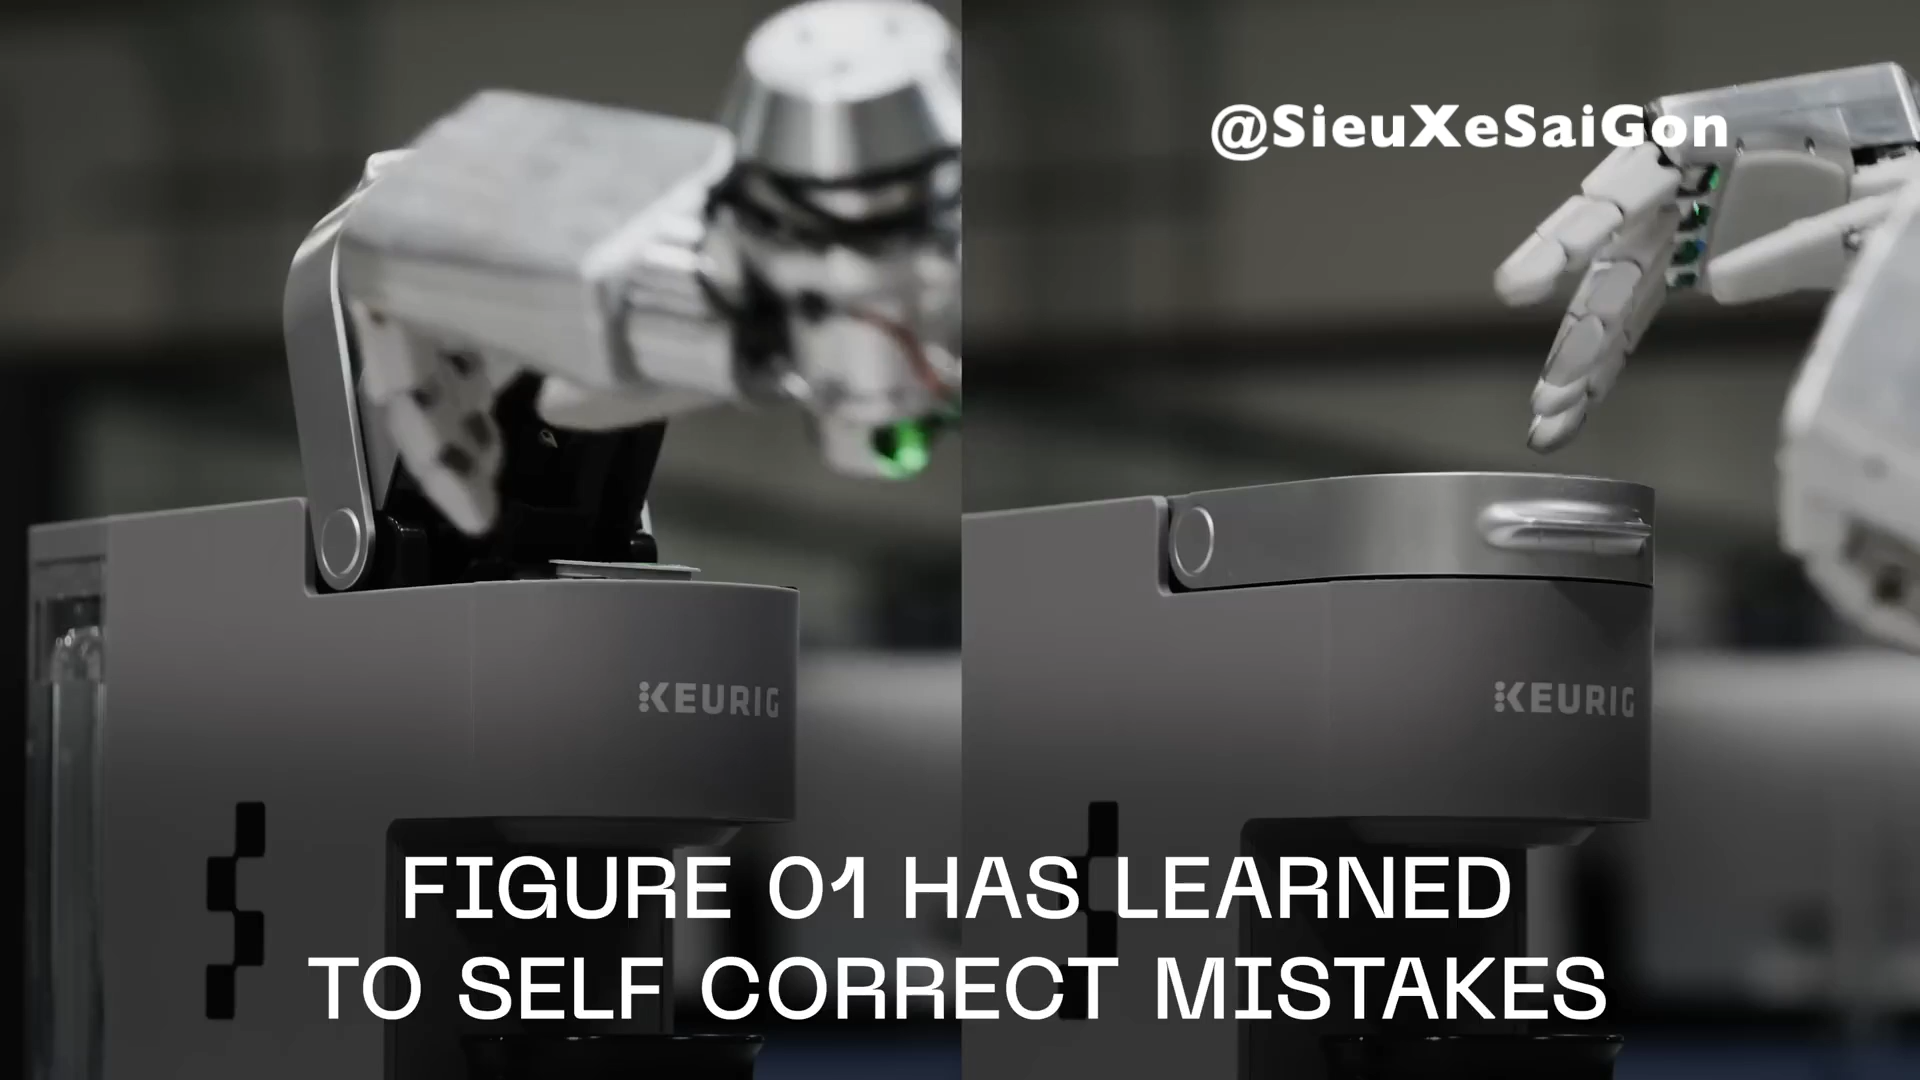 @SieuXeSaiGon
KEURIG
KEURIG
FIGURE 01 HAS LEARNED
TO SELF CORRECT MISTAKES